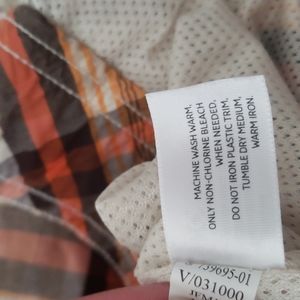 MACHINE WASH WARM,
ONLY NON-CHLORINE BLEACH
WHEN NEEDED,
DO NOT IRON PLASTIC TRIM,
TUMBLE DRY MEDIUM,
WARM IRON.
V/031000